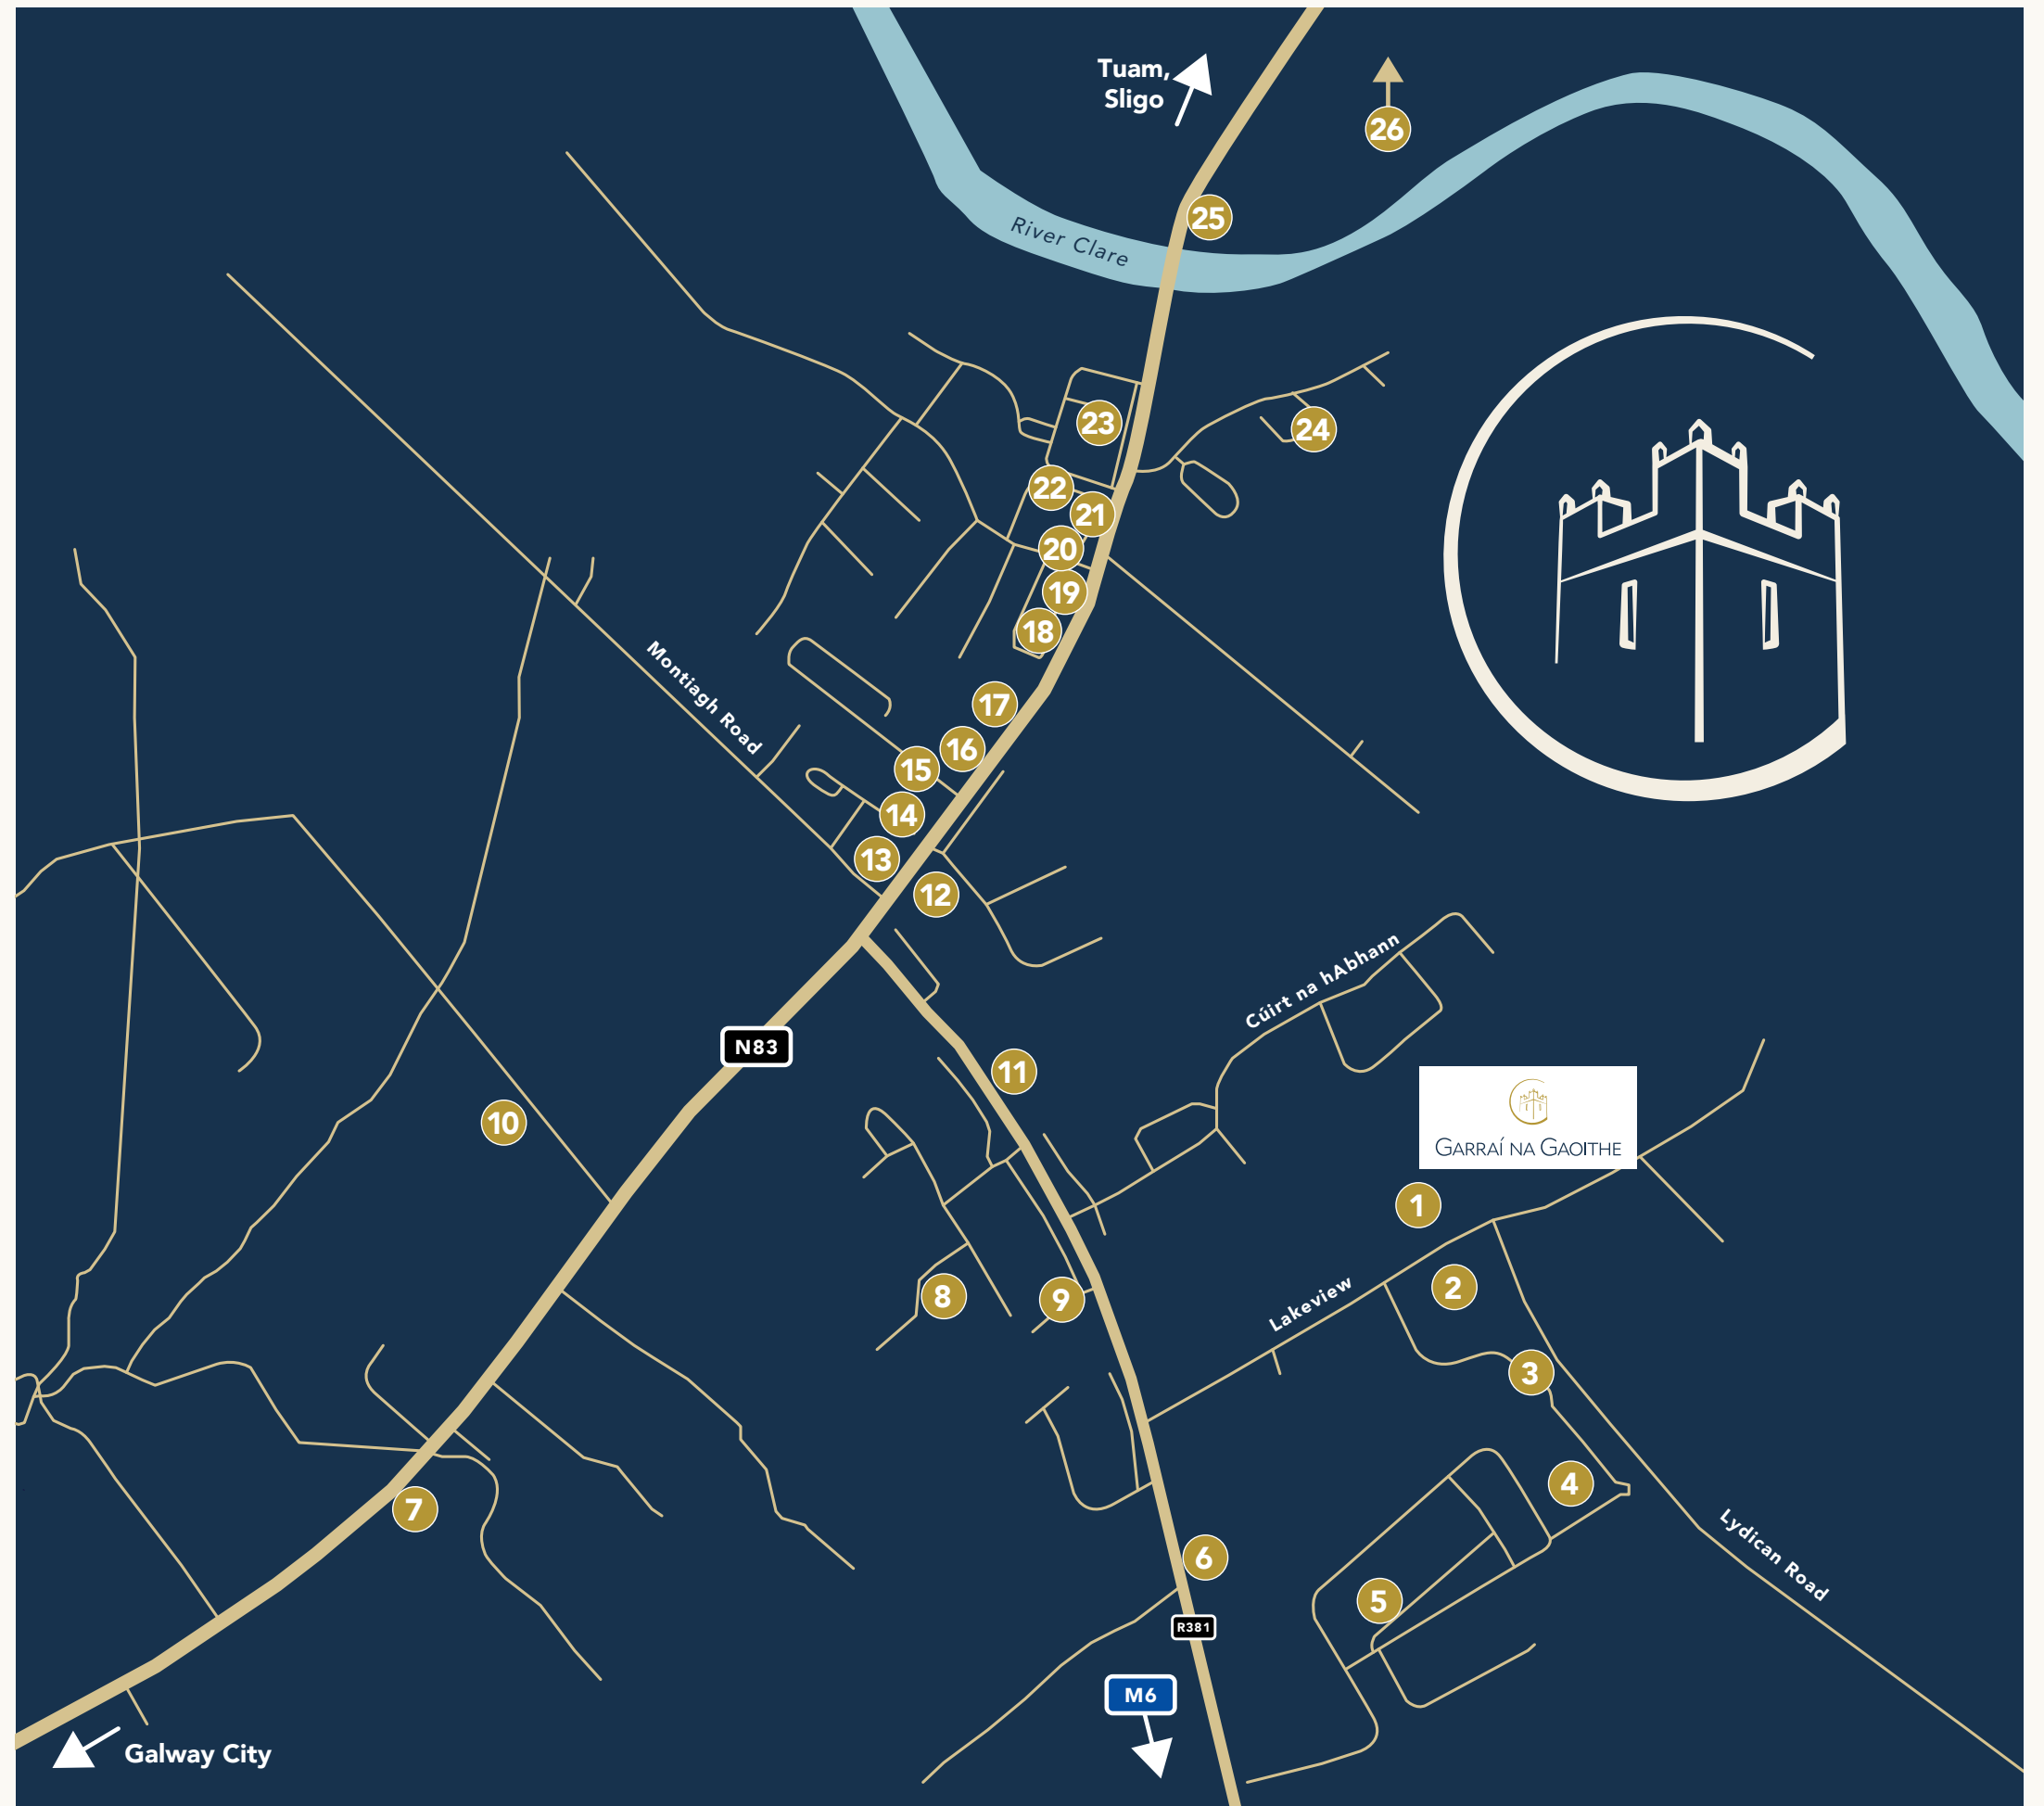 Tuam,
Sligo
26
25
River Clare
23
24
22
21
20
19
18
Montiagh Road
17
16
15
14
13
12
Cúirt na hAbhann
N83
11
10
GARRAÍ NA GAOITHE
1
2
8
9
Lakeview
3
4
7
Lydican Road
6
5
R381
M6
Galway City